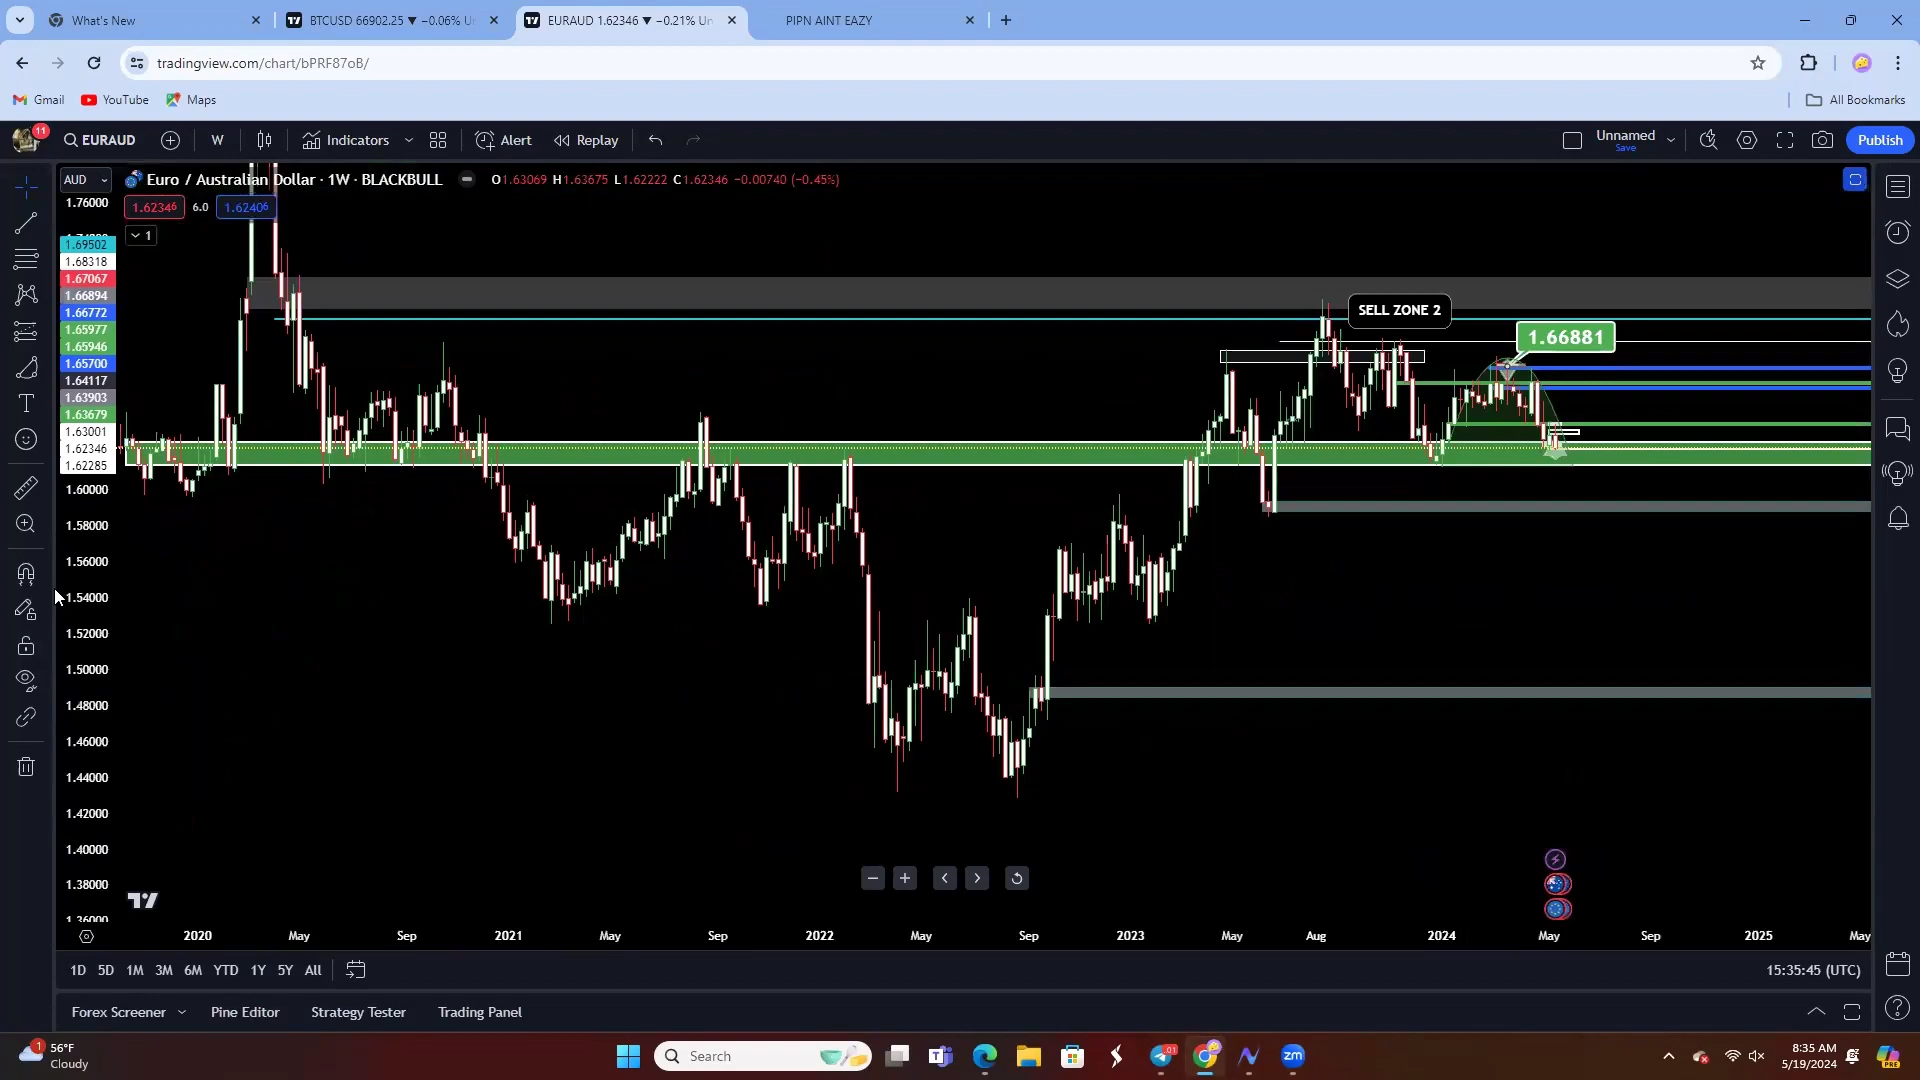 What's New
BTCUSD 66902.25 ▼ −0.06% U
EURAUD 1.62346 ▼ −0.21% Un
PIPN AINT EAZY
tradingview.com/chart/bPRF87oB/
Gmail
YouTube
Maps
All Bookmarks
11
EURAUD
W
Indicators
Alert
Replay
Unnamed
Save
Publish
AUD
Euro / Australian Dollar · 1W · BLACKBULL
O1.63069 H1.63675 L1.62222 C1.62346 −0.00740 (−0.45%)
1.62346
6.0
1.62406
1
1.76000
1.69502
1.68318
1.67067
1.66894
1.66772
1.65977
1.65946
1.65700
1.64117
1.63903
1.63679
1.63001
1.62346
1.62285
1.60000
1.58000
1.56000
1.54000
1.52000
1.50000
1.48000
1.46000
1.44000
1.42000
1.40000
1.38000
1.36000
SELL ZONE 2
1.66881
2020 May Sep 2021 May Sep 2022 May Sep 2023 May Aug 2024 May Sep 2025 May
1D 5D 1M 3M 6M YTD 1Y 5Y All
15:35:45 (UTC)
Forex Screener
Pine Editor
Strategy Tester
Trading Panel
1
56°F
Cloudy
Search
01
zm
8:35 AM
5/19/2024
PRE